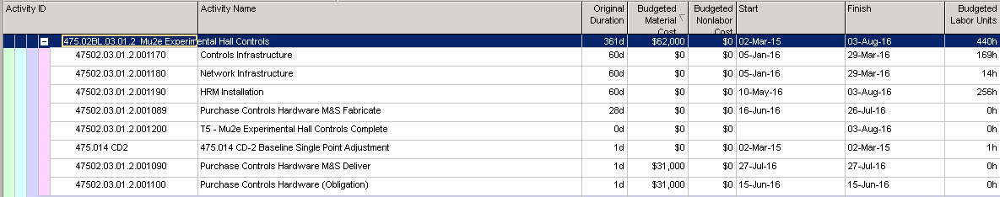 Activity ID Activity Name Original Duration Budgeted Material Cost Budgeted Nonlabor Cost Start Finish Budgeted Labor Units
475.02BL.03.01.2 Mu2e Experimental Hall Controls 361d $62,000 $0 02-Mar-15 03-Aug-16 440h
47502.03.01.2.001170 Controls Infrastructure 60d $0 $0 05-Jan-16 29-Mar-16 169h
47502.03.01.2.001180 Network Infrastructure 60d $0 $0 05-Jan-16 29-Mar-16 14h
47502.03.01.2.001190 HRM Installation 60d $0 $0 10-May-16 03-Aug-16 256h
47502.03.01.2.001089 Purchase Controls Hardware M&S Fabricate 28d $0 $0 16-Jun-16 26-Jul-16 0h
47502.03.01.2.001200 T5 - Mu2e Experimental Hall Controls Complete 0d $0 $0 03-Aug-16 0h
475.014 CD2 475.014 CD-2 Baseline Single Point Adjustment 1d $0 $0 02-Mar-15 02-Mar-15 1h
47502.03.01.2.001090 Purchase Controls Hardware M&S Deliver 1d $31,000 $0 27-Jul-16 27-Jul-16 0h
47502.03.01.2.001100 Purchase Controls Hardware (Obligation) 1d $31,000 $0 15-Jun-16 15-Jun-16 0h